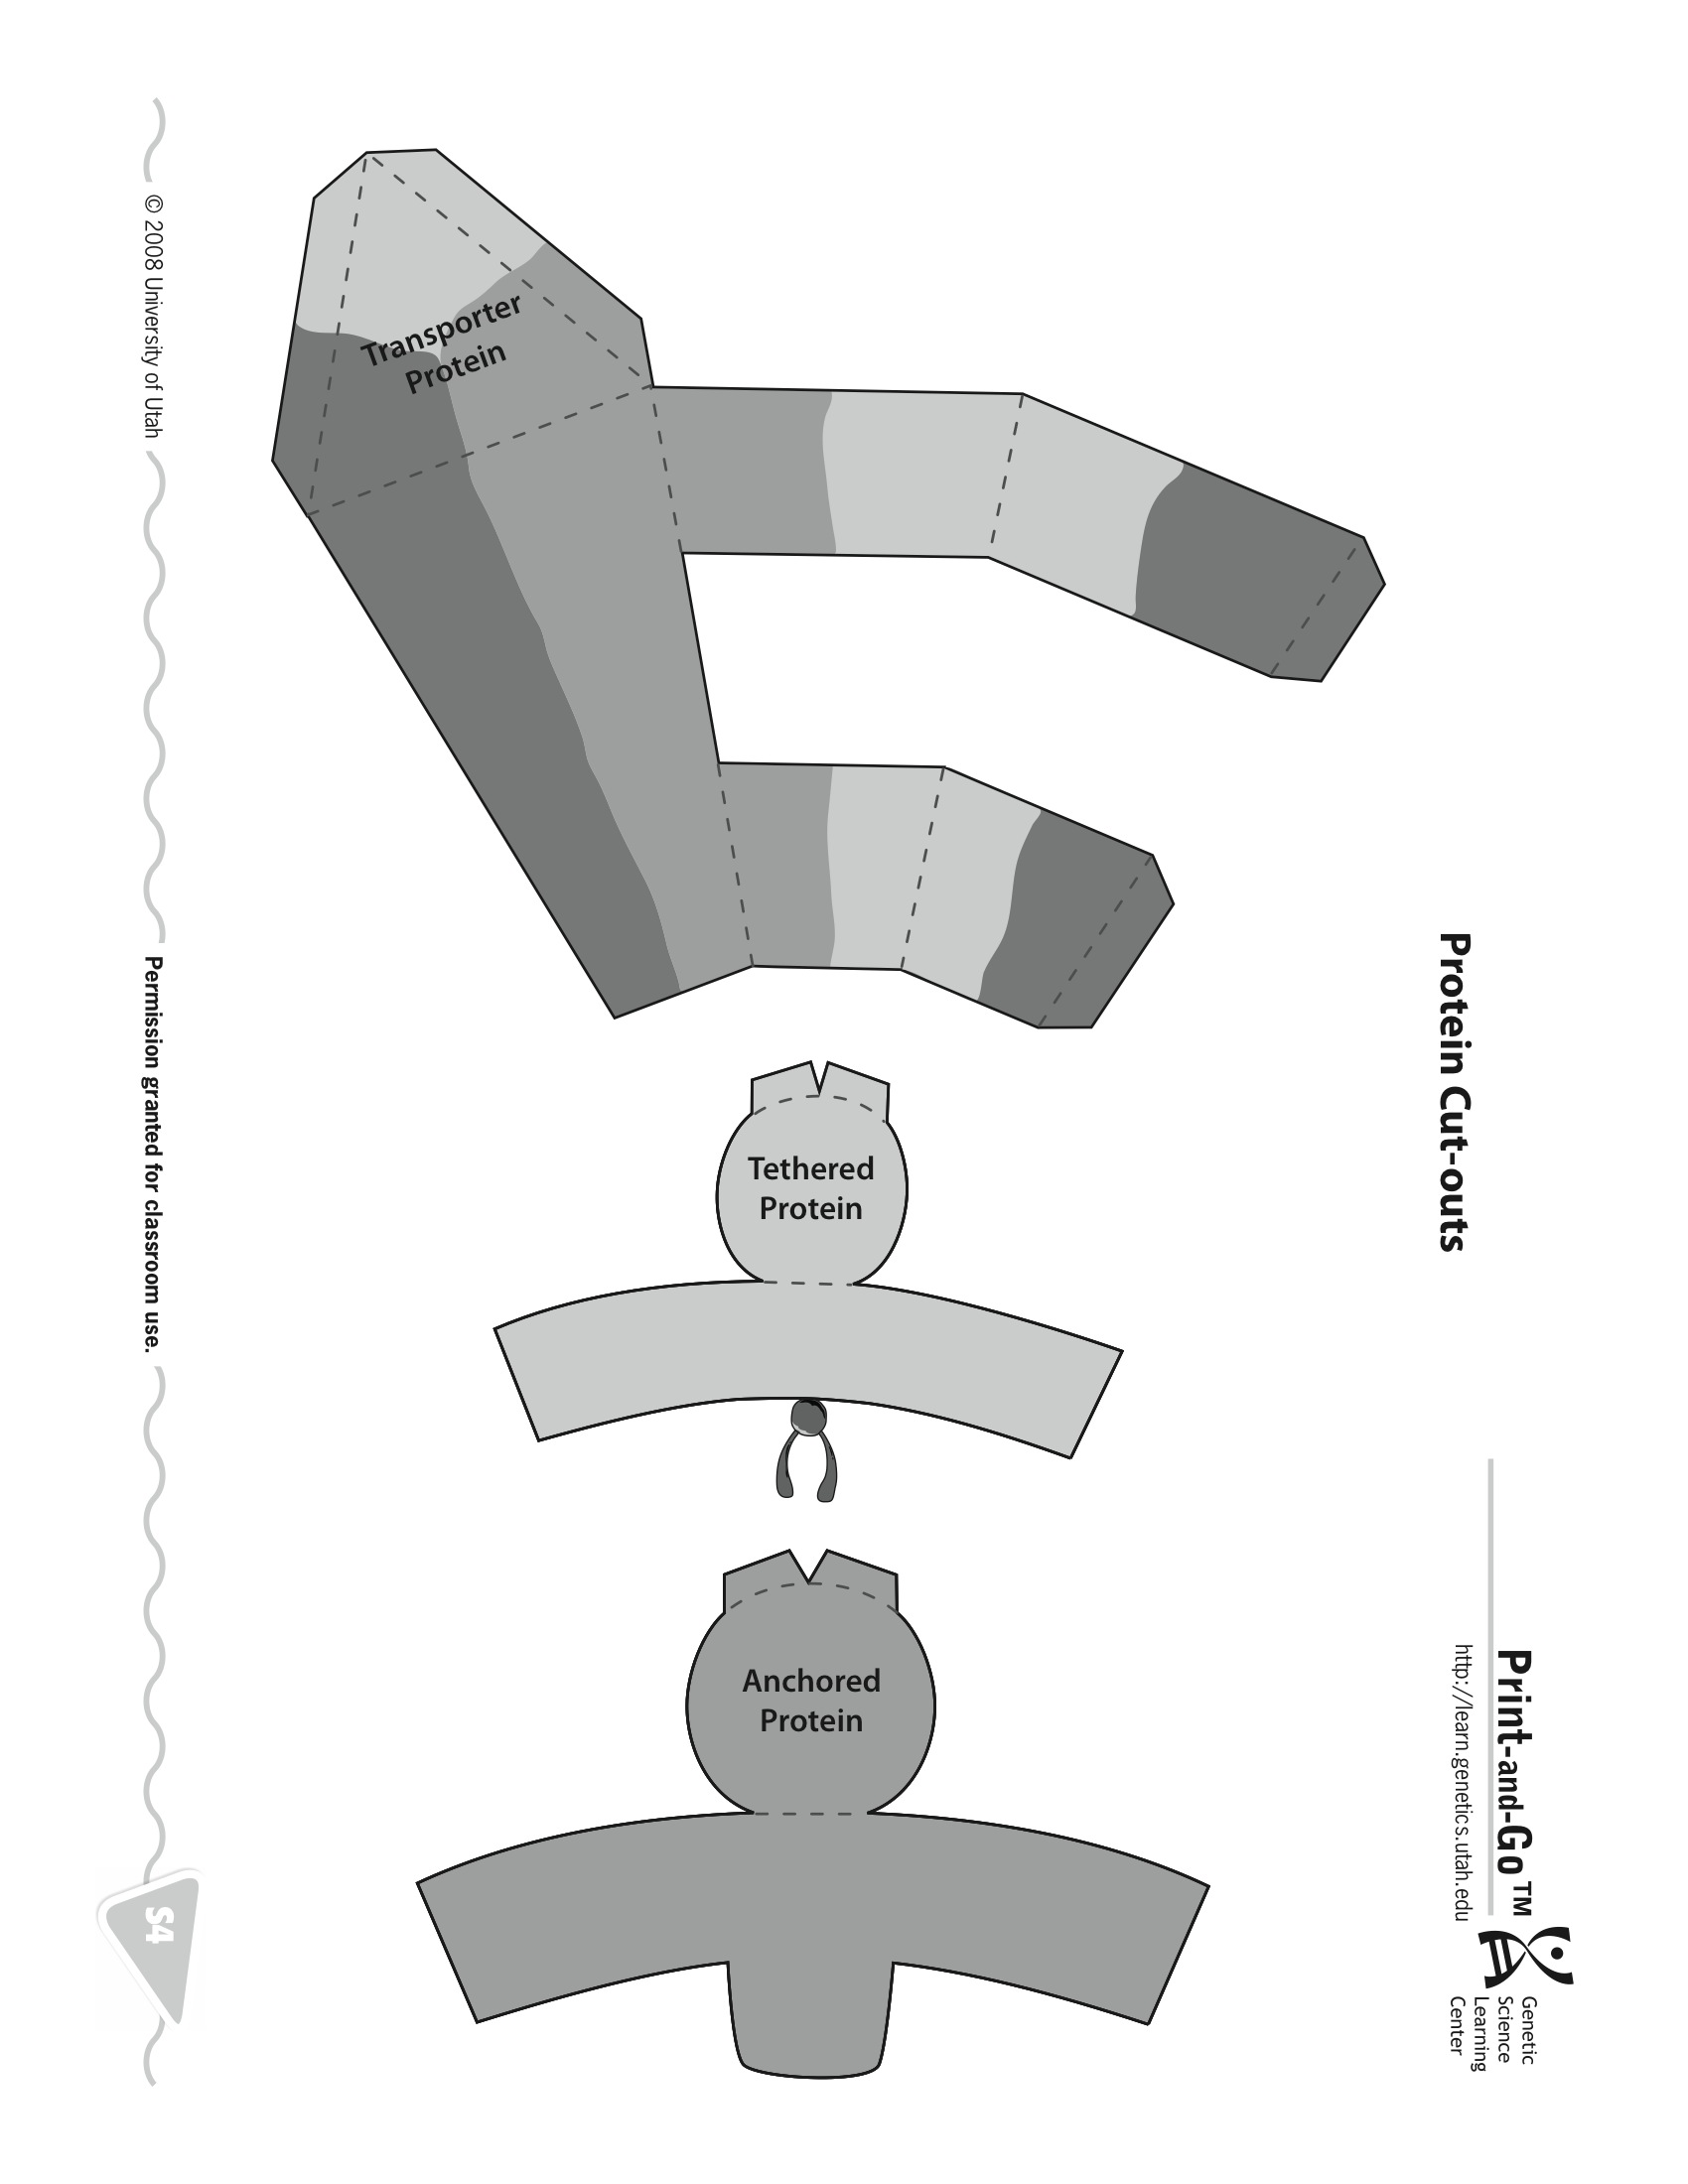 Print-and-Go™
http://learn.genetics.utah.edu
Genetic
Science
Learning
Center
Protein Cut-outs
Transporter
Protein
Tethered
Protein
Anchored
Protein
© 2008 University of Utah
Permission granted for classroom use.
S4